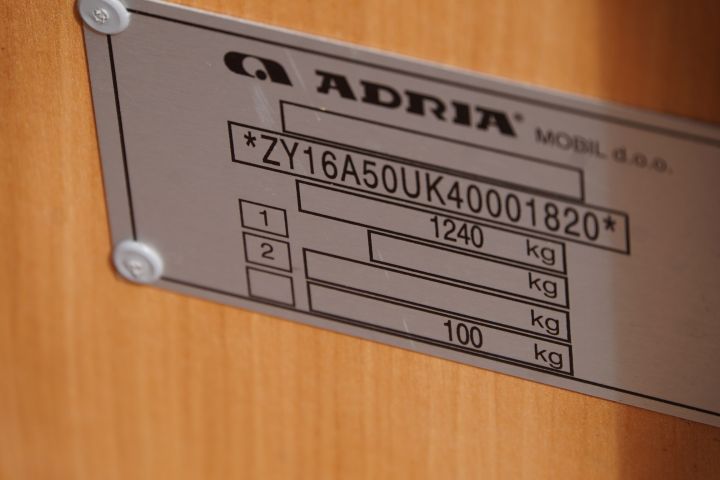 ADRIA® MOBIL d.o.o.
*ZY16A50UK40001820*
1240 kg
1 kg
2 kg
100 kg